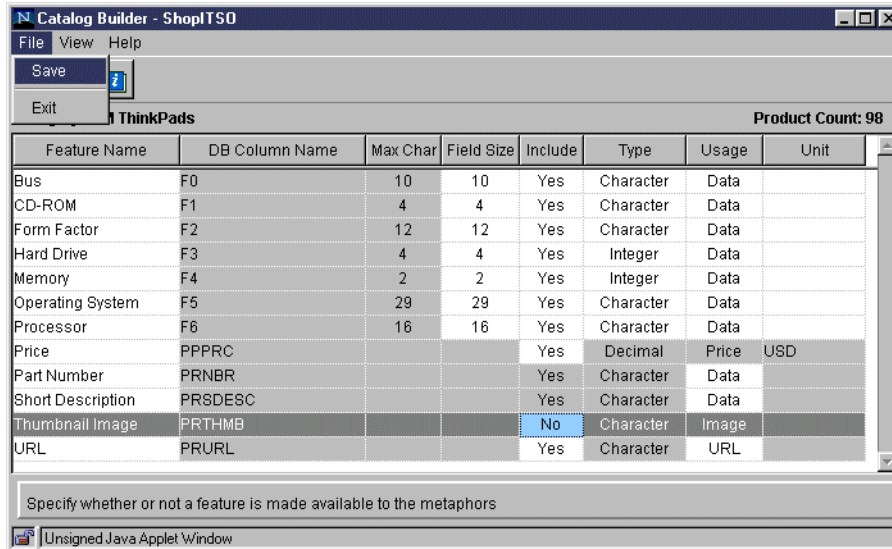 Catalog Builder - ShopITSO
File View Help
Save
Exit
M ThinkPads Product Count: 98
Feature Name DB Column Name Max Char Field Size Include Type Usage Unit
Bus F0 10 10 Yes Character Data
CD-ROM F1 4 4 Yes Character Data
Form Factor F2 12 12 Yes Character Data
Hard Drive F3 4 4 Yes Integer Data
Memory F4 2 2 Yes Integer Data
Operating System F5 29 29 Yes Character Data
Processor F6 16 16 Yes Character Data
Price PPPRC Yes Decimal Price USD
Part Number PRNBR Yes Character Data
Short Description PRSDESC Yes Character Data
Thumbnail Image PRTHMB No Character Image
URL PRURL Yes Character URL
Specify whether or not a feature is made available to the metaphors
Unsigned Java Applet Window